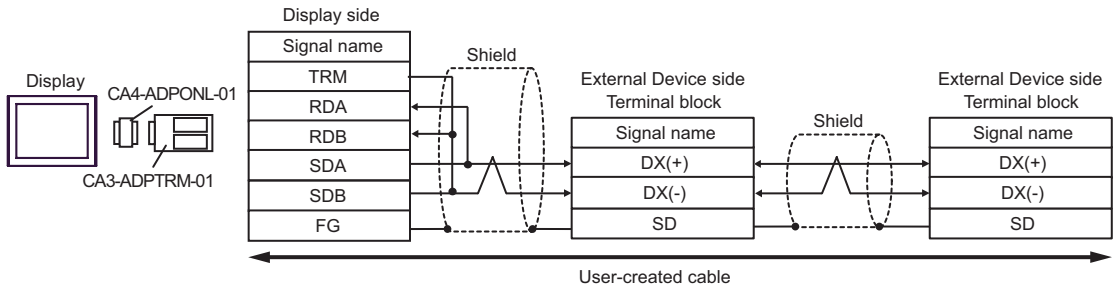 Display
CA4-ADPONL-01
CA3-ADPTRM-01
Display side
Signal name
TRM
RDA
RDB
SDA
SDB
FG
Shield
External Device side
Terminal block
Signal name
DX(+)
DX(-)
SD
Shield
External Device side
Terminal block
Signal name
DX(+)
DX(-)
SD
User-created cable